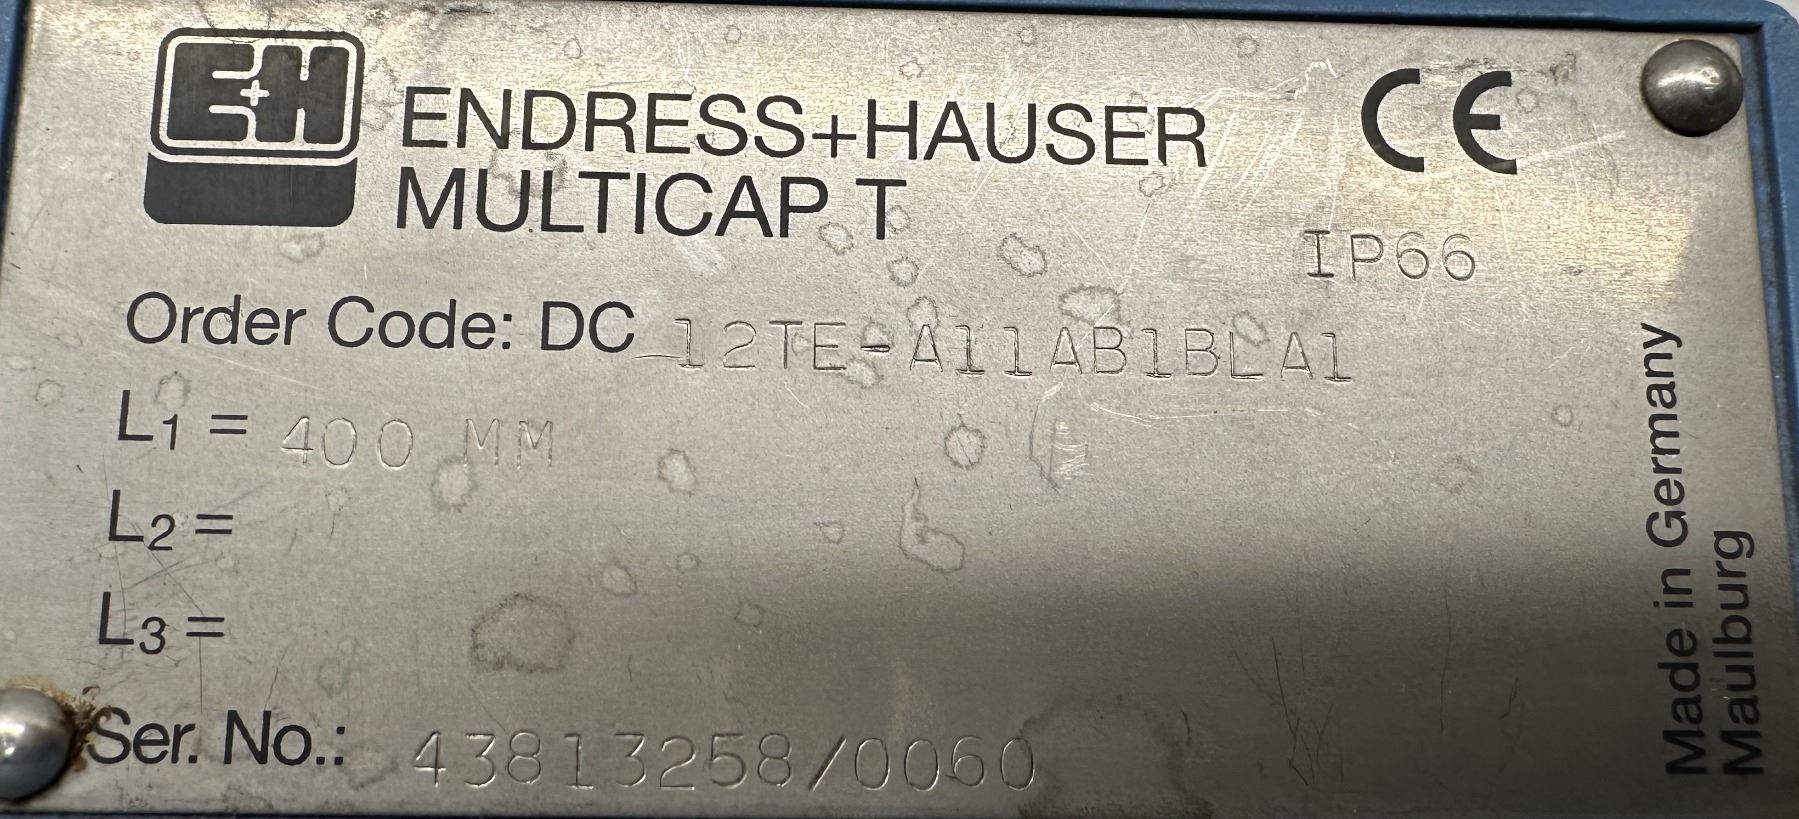 E+H
ENDRESS+HAUSER CE
MULTICAP T
IP66
Order Code: DC 12TE-A11AB1BLA1
L1 = 400 MM
L2 =
L3 =
Ser. No.: 43813258/0060
Made in Germany
Maulburg